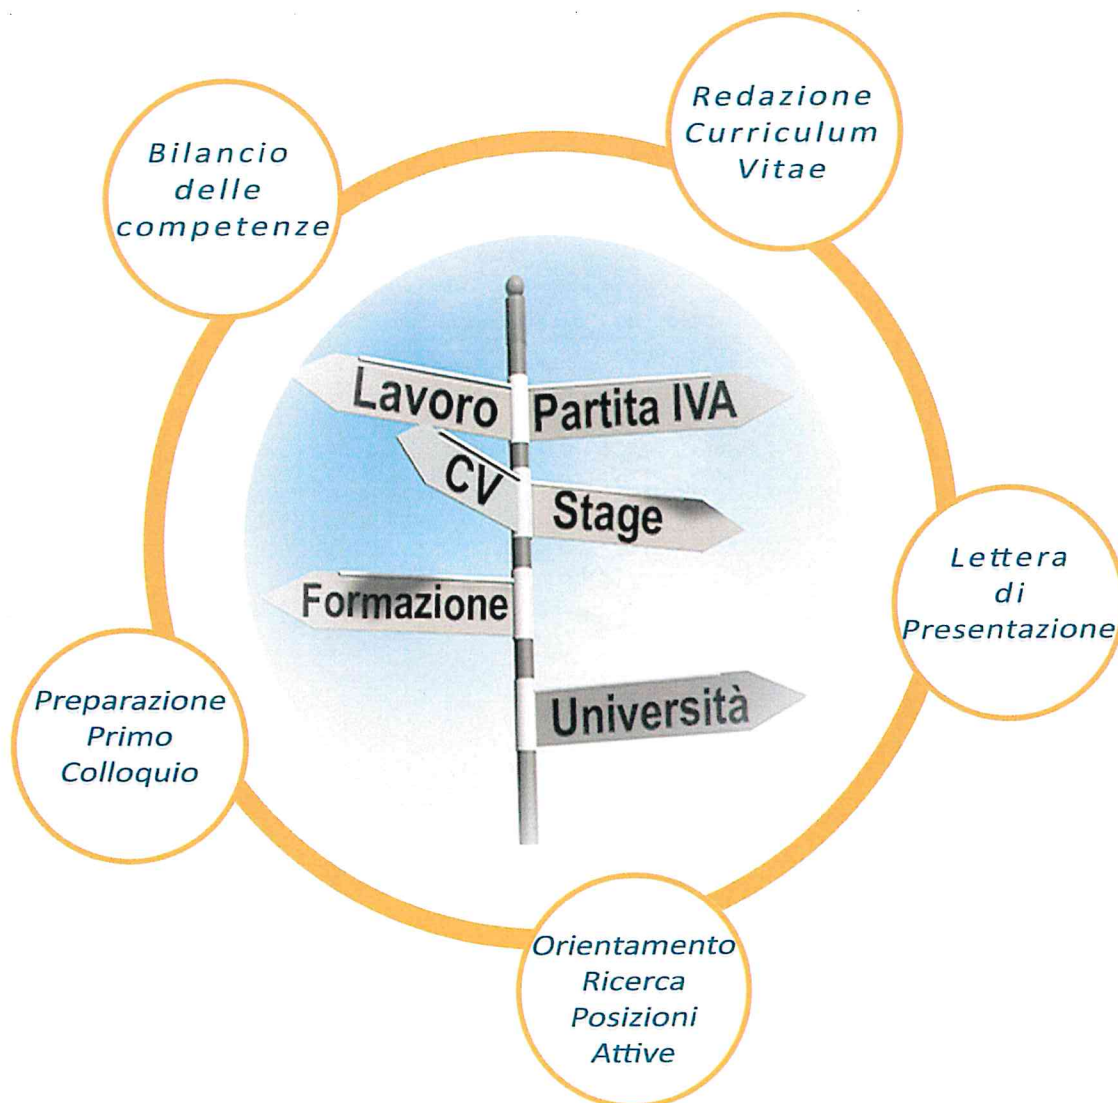 Redazione
Curriculum
Vitae
Bilancio
delle
competenze
Lavoro
Partita IVA
CV
Stage
Formazione
Università
Lettera
di
Presentazione
Preparazione
Primo
Colloquio
Orientamento
Ricerca
Posizioni
Attive